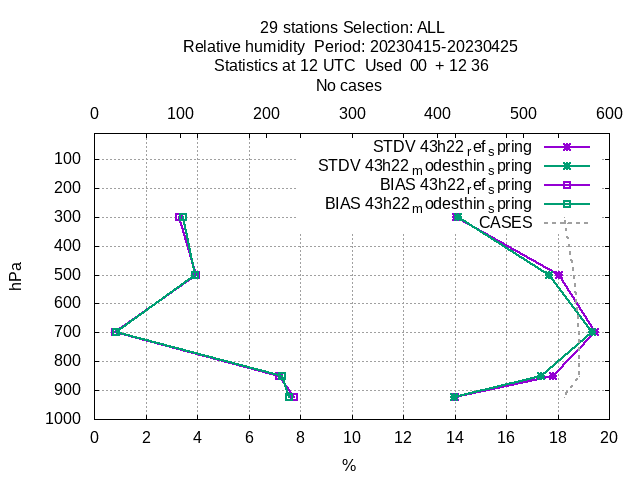 29 stations Selection: ALL
Relative humidity  Period: 20230415-20230425
Statistics at 12 UTC  Used  00  + 12 36
No cases
0 100 200 300 400 500 600
STDV 43h22_ref_spring
STDV 43h22_modesthin_spring
BIAS 43h22_ref_spring
BIAS 43h22_modesthin_spring
CASES
100
200
300
400
500
600
700
800
900
1000
hPa
0 2 4 6 8 10 12 14 16 18 20
%